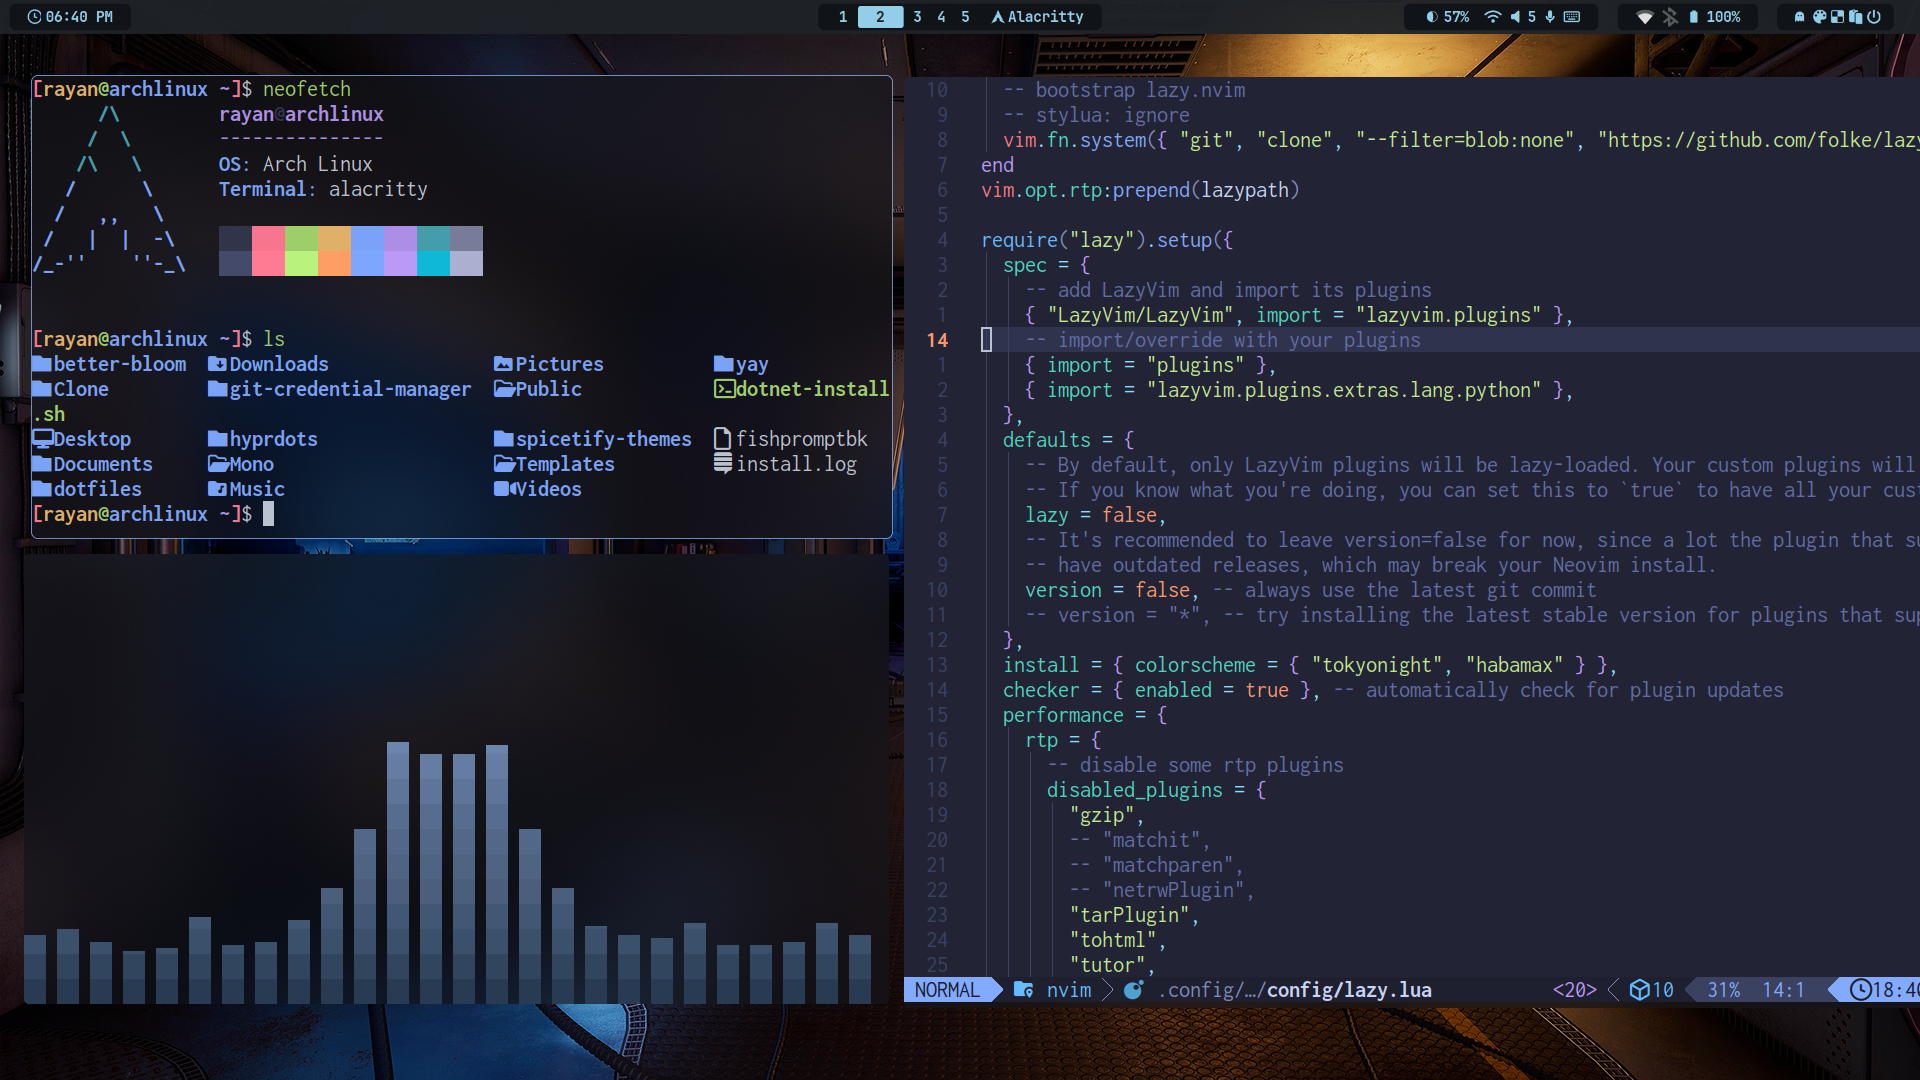 06:40 PM
1 2 3 4 5 Alacritty
57% 5 100%
[rayan@archlinux ~]$ neofetch
rayan@archlinux
---------------
OS: Arch Linux
Terminal: alacritty
[rayan@archlinux ~]$ ls
better-bloom Downloads Pictures yay
Clone git-credential-manager Public dotnet-install
.sh
Desktop hyprdots spicetify-themes fishpromptbk
Documents Mono Templates install.log
dotfiles Music Videos
[rayan@archlinux ~]$
10 -- bootstrap lazy.nvim
9 -- stylua: ignore
8 vim.fn.system({ "git", "clone", "--filter=blob:none", "https://github.com/folke/lazy
7 end
6 vim.opt.rtp:prepend(lazypath)
5
4 require("lazy").setup({
3 spec = {
2 -- add LazyVim and import its plugins
1 { "LazyVim/LazyVim", import = "lazyvim.plugins" },
14 -- import/override with your plugins
1 { import = "plugins" },
2 { import = "lazyvim.plugins.extras.lang.python" },
3 },
4 defaults = {
5 -- By default, only LazyVim plugins will be lazy-loaded. Your custom plugins will
6 -- If you know what you're doing, you can set this to `true` to have all your cust
7 lazy = false,
8 -- It's recommended to leave version=false for now, since a lot the plugin that su
9 -- have outdated releases, which may break your Neovim install.
10 version = false, -- always use the latest git commit
11 -- version = "*", -- try installing the latest stable version for plugins that sup
12 },
13 install = { colorscheme = { "tokyonight", "habamax" } },
14 checker = { enabled = true }, -- automatically check for plugin updates
15 performance = {
16 rtp = {
17 -- disable some rtp plugins
18 disabled_plugins = {
19 "gzip",
20 -- "matchit",
21 -- "matchparen",
22 -- "netrwPlugin",
23 "tarPlugin",
24 "tohtml",
25 "tutor",
NORMAL nvim .config/…/config/lazy.lua <20> 10 31% 14:1 18:40